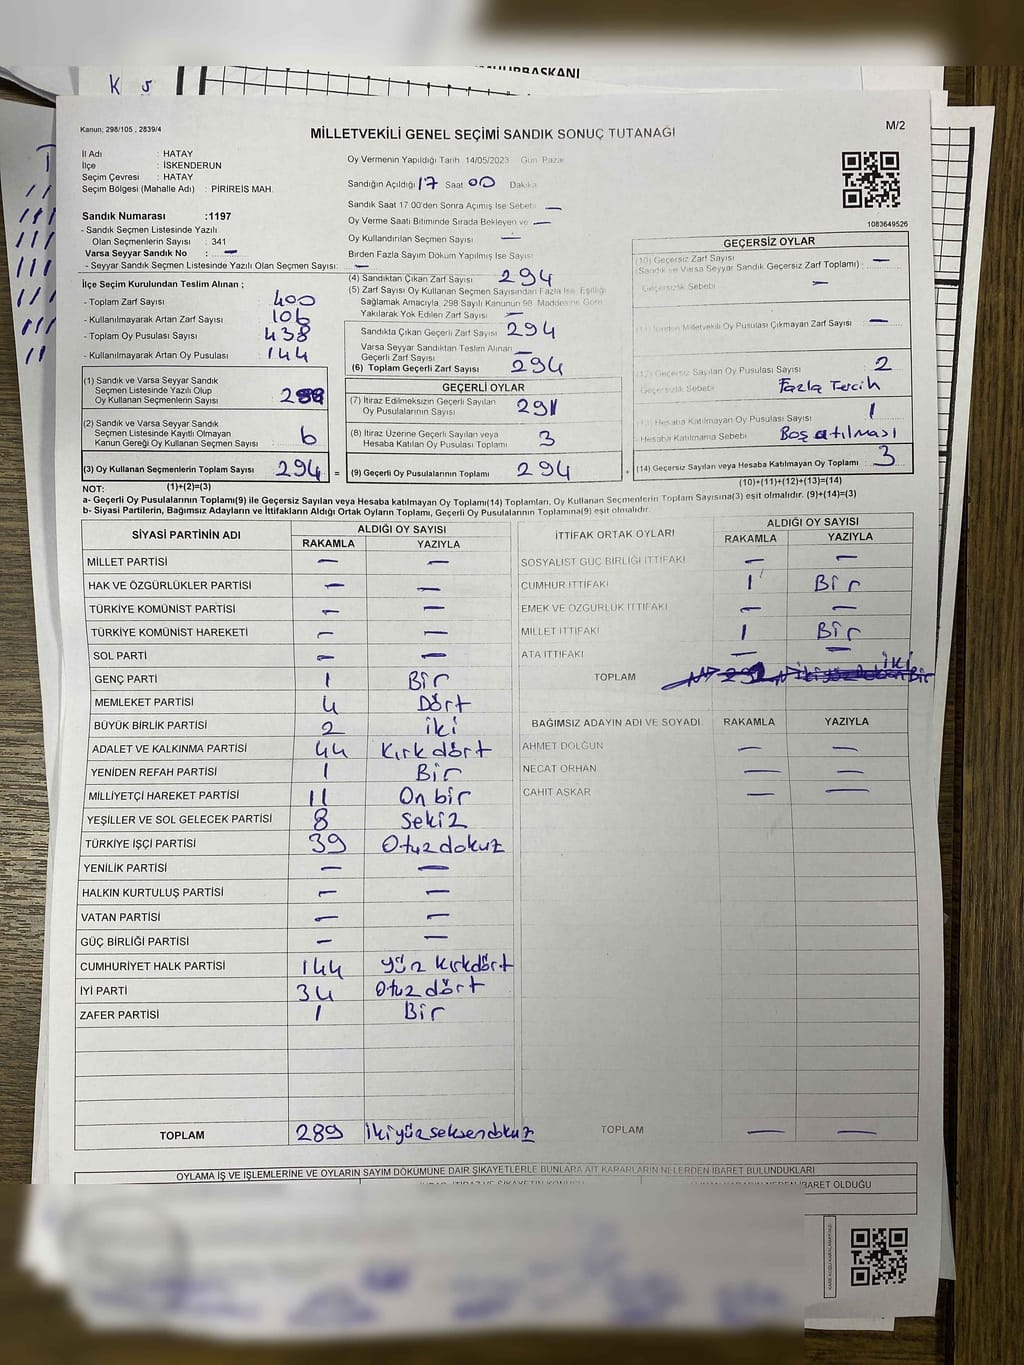 MUHURBAŞKANI
K 5
Kanun; 298/105 , 2839/4
MİLLETVEKİLİ GENEL SEÇİMİ SANDIK SONUÇ TUTANAĞI
M/2
İl Adı : HATAY
İlçe : İSKENDERUN
Seçim Çevresi : HATAY
Seçim Bölgesi (Mahalle Adı) : PİRİREİS MAH.
Sandık Numarası :1197
- Sandık Seçmen Listesinde Yazılı
Olan Seçmenlerin Sayısı : 341
Varsa Seyyar Sandık No : —
- Seyyar Sandık Seçmen Listesinde Yazılı Olan Seçmen Sayısı: —
İlçe Seçim Kurulundan Teslim Alınan ;
- Toplam Zarf Sayısı : 400
- Kullanılmayarak Artan Zarf Sayısı : 106
- Toplam Oy Pusulası Sayısı : 438
- Kullanılmayarak Artan Oy Pusulası : 144
(1) Sandık ve Varsa Seyyar Sandık
Seçmen Listesinde Yazılı Olup
Oy Kullanan Seçmenlerin Sayısı : 288
(2) Sandık ve Varsa Seyyar Sandık
Seçmen Listesinde Kayıtlı Olmayan
Kanun Gereği Oy Kullanan Seçmen Sayısı : 6
(3) Oy Kullanan Seçmenlerin Toplam Sayısı : 294 =
(1)+(2)=(3)
Oy Vermenin Yapıldığı Tarih 14/05/2023 Gün Pazar
Sandığın Açıldığı 17 Saat 00 Dakika
Sandık Saat 17.00'den Sonra Açımış İse Sebebi —
Oy Verme Saati Bitiminde Sırada Bekleyen ve —
Oy Kullandırılan Seçmen Sayısı —
Birden Fazla Sayım Döküm Yapılmış İse Sayısı —
(4) Sandıktan Çıkan Zarf Sayısı 294
(5) Zarf Sayısı Oy Kullanan Seçmen Sayısından Fazla İse, Eşitliği
Sağlamak Amacıyla, 298 Sayılı Kanunun 98. Maddesine Göre
Yakılarak Yok Edilen Zarf Sayısı —
Sandıkta Çıkan Geçerli Zarf Sayısı 294
Varsa Seyyar Sandıktan Teslim Alınan
Geçerli Zarf Sayısı —
(6) Toplam Geçerli Zarf Sayısı 294
GEÇERLİ OYLAR
(7) İtiraz Edilmeksizin Geçerli Sayılan
Oy Pusulalarının Sayısı 291
(8) İtiraz Üzerine Geçerli Sayılan veya
Hesaba Katılan Oy Pusulası Toplamı 3
(9) Geçerli Oy Pusulalarının Toplamı 294 +
1083649526
GEÇERSİZ OYLAR
(10) Geçersiz Zarf Sayısı
(Sandık ve Varsa Seyyar Sandık Geçersiz Zarf Toplamı) : —
Geçersizlik Sebebi —
(11) İçinden Milletvekili Oy Pusulası Çıkmayan Zarf Sayısı : —
(12) Geçersiz Sayılan Oy Pusulası Sayısı : 2
Geçersizlik Sebebi : Fazla Tercih
(13) Hesaba Katılmayan Oy Pusulası Sayısı : 1
Hesaba Katılmama Sebebi : Boş atılması
(14) Geçersiz Sayılan veya Hesaba Katılmayan Oy Toplamı : 3
(10)+(11)+(12)+(13)=(14)
NOT:
a- Geçerli Oy Pusulalarının Toplamı(9) ile Geçersiz Sayılan veya Hesaba katılmayan Oy Toplamı(14) Toplamları, Oy Kullanan Seçmenlerin Toplam Sayısına(3) eşit olmalıdır. (9)+(14)=(3)
b- Siyasi Partilerin, Bağımsız Adayların ve İttifakların Aldığı Ortak Oyların Toplamı, Geçerli Oy Pusulalarının Toplamına(9) eşit olmalıdır.
SİYASİ PARTİNİN ADI ALDIĞI OY SAYISI
RAKAMLA YAZIYLA
MİLLET PARTİSİ — —
HAK VE ÖZGÜRLÜKLER PARTİSİ — —
TÜRKİYE KOMÜNİST PARTİSİ — —
TÜRKİYE KOMÜNİST HAREKETİ — —
SOL PARTİ — —
GENÇ PARTİ 1 Bir
MEMLEKET PARTİSİ 4 Dört
BÜYÜK BİRLİK PARTİSİ 2 iki
ADALET VE KALKINMA PARTİSİ 44 Kırk dört
YENİDEN REFAH PARTİSİ 1 Bir
MİLLİYETÇİ HAREKET PARTİSİ 11 On bir
YEŞİLLER VE SOL GELECEK PARTİSİ 8 Sekiz
TÜRKİYE İŞÇİ PARTİSİ 39 Otuz dokuz
YENİLİK PARTİSİ — —
HALKIN KURTULUŞ PARTİSİ — —
VATAN PARTİSİ — —
GÜÇ BİRLİĞİ PARTİSİ — —
CUMHURİYET HALK PARTİSİ 144 yüz kırkdört
İYİ PARTİ 34 Otuz dört
ZAFER PARTİSİ 1 Bir
TOPLAM 289 İki yüz seksen dokuz
İTTİFAK ORTAK OYLARI ALDIĞI OY SAYISI
RAKAMLA YAZIYLA
SOSYALİST GÜÇ BİRLİĞİ İTTİFAKI — —
CUMHUR İTTİFAKI 1 Bir
EMEK VE ÖZGÜRLÜK İTTİFAKI — —
MİLLET İTTİFAKI 1 Bir
ATA İTTİFAKI — —
TOPLAM iki
BAĞIMSIZ ADAYIN ADI VE SOYADI RAKAMLA YAZIYLA
AHMET DOLĞUN — —
NECAT ORHAN — —
CAHİT AŞKAR — —
TOPLAM — —
OYLAMA İŞ VE İŞLEMLERİNE VE OYLARIN SAYIM DÖKÜMÜNE DAİR ŞİKAYETLERLE BUNLARA AİT KARARLARIN NELERDEN İBARET BULUNDUKLARI
İBARET OLDUĞU